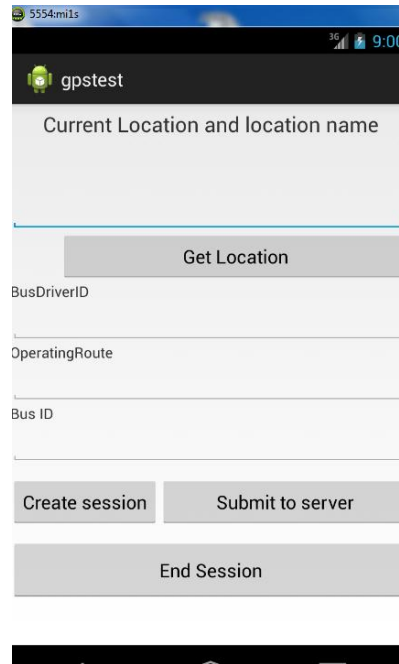 5554:mi1s
3G 9:00
gpstest
Current Location and location name
Get Location
BusDriverID
OperatingRoute
Bus ID
Create session Submit to server
End Session